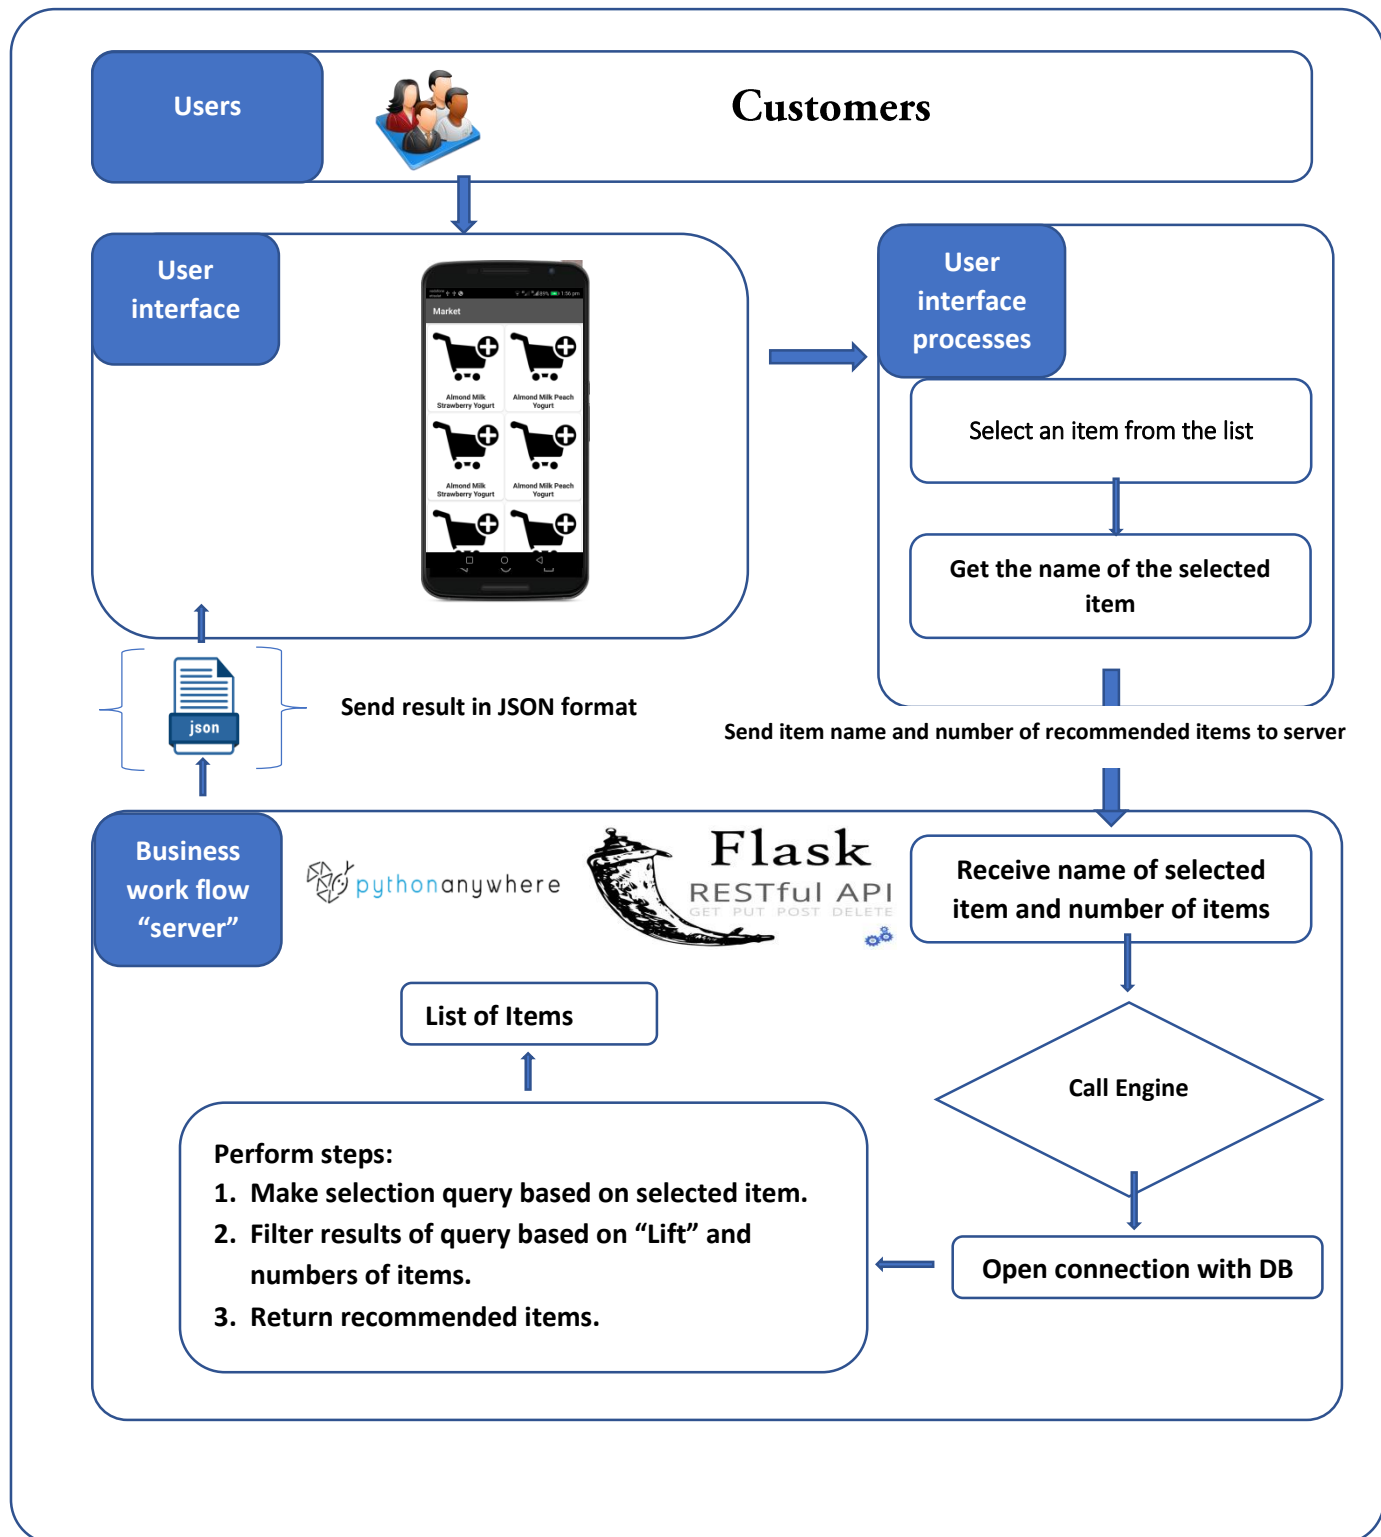 Users
Customers
User
interface
Market
Almond Milk
Strawberry Yogurt
Almond Milk Peach
Yogurt
Almond Milk
Strawberry Yogurt
Almond Milk Peach
Yogurt
User
interface
processes
Select an item from the list
Get the name of the selected
item
json
Send result in JSON format
Send item name and number of recommended items to server
Business
work flow
“server”
pythonanywhere
Flask
RESTful API
GET PUT POST DELETE
Receive name of selected
item and number of items
List of Items
Call Engine
Perform steps:
1. Make selection query based on selected item.
2. Filter results of query based on “Lift” and
numbers of items.
3. Return recommended items.
Open connection with DB